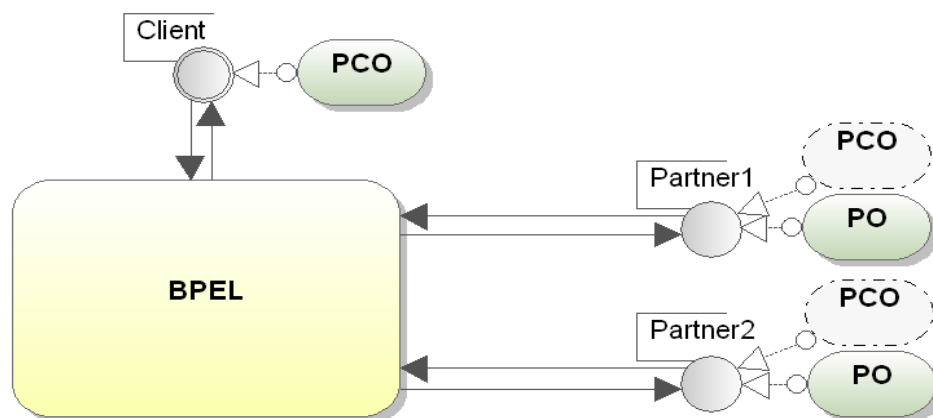 Client
PCO
PCO
Partner1
PO
BPEL
PCO
Partner2
PO